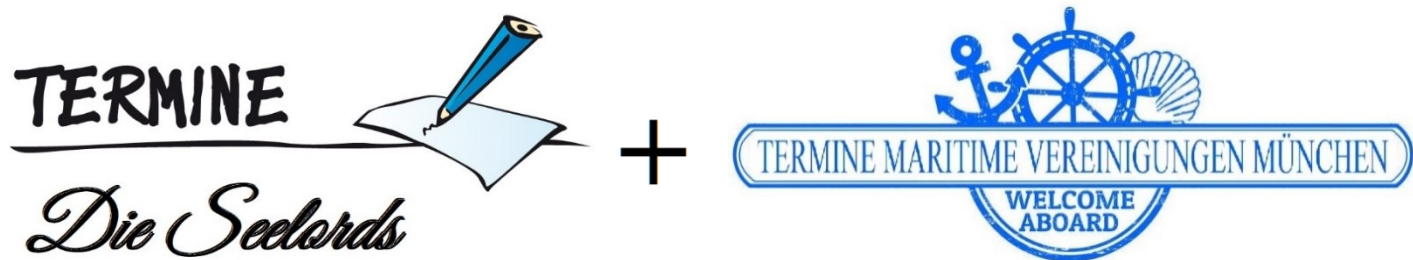 TERMINE
Die Seelords
+
TERMINE MARITIME VEREINIGUNGEN MÜNCHEN
WELCOME
ABOARD